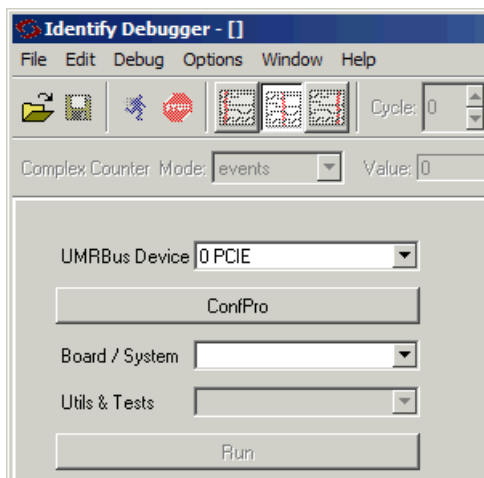 Identify Debugger - []
File Edit Debug Options Window Help
STOP Cycle: 0
Complex Counter Mode: events Value: 0
UMRBus Device 0 PCIE
ConfPro
Board / System
Utils & Tests
Run